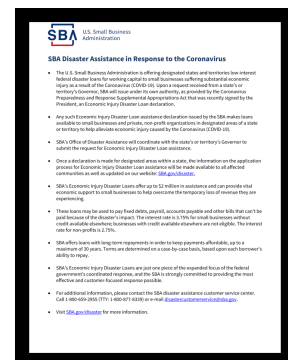 SBA
U.S. Small Business
Administration
SBA Disaster Assistance in Response to the Coronavirus
• The U.S. Small Business Administration is offering designated states and territories low-interest
federal disaster loans for working capital to small businesses suffering substantial economic
injury as a result of the Coronavirus (COVID-19). Upon a request received from a state's or
territory's Governor, SBA will issue under its own authority, as provided by the Coronavirus
Preparedness and Response Supplemental Appropriations Act that was recently signed by the
President, an Economic Injury Disaster Loan declaration.
• Any such Economic Injury Disaster Loan assistance declaration issued by the SBA makes loans
available to small businesses and private, non-profit organizations in designated areas of a state
or territory to help alleviate economic injury caused by the Coronavirus (COVID-19).
• SBA's Office of Disaster Assistance will coordinate with the state's or territory's Governor to
submit the request for Economic Injury Disaster Loan assistance.
• Once a declaration is made for designated areas within a state, the information on the application
process for Economic Injury Disaster Loan assistance will be made available to all affected
communities as well as updated on our website: SBA.gov/disaster.
• SBA's Economic Injury Disaster Loans offer up to $2 million in assistance and can provide vital
economic support to small businesses to help overcome the temporary loss of revenue they are
experiencing.
• These loans may be used to pay fixed debts, payroll, accounts payable and other bills that can't be
paid because of the disaster's impact. The interest rate is 3.75% for small businesses without
credit available elsewhere; businesses with credit available elsewhere are not eligible. The interest
rate for non-profits is 2.75%.
• SBA offers loans with long-term repayments in order to keep payments affordable, up to a
maximum of 30 years. Terms are determined on a case-by-case basis, based upon each borrower's
ability to repay.
• SBA's Economic Injury Disaster Loans are just one piece of the expanded focus of the federal
government's coordinated response, and the SBA is strongly committed to providing the most
effective and customer-focused response possible.
• For additional information, please contact the SBA disaster assistance customer service center.
Call 1-800-659-2955 (TTY: 1-800-877-8339) or e-mail disastercustomerservice@sba.gov.
• Visit SBA.gov/disaster for more information.